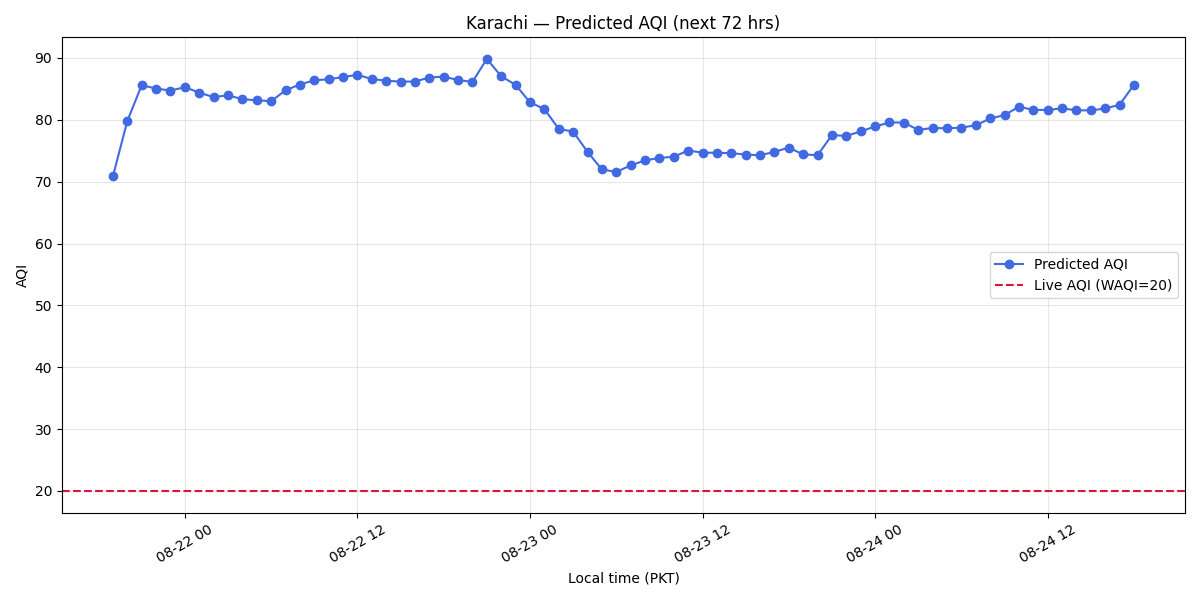 Karachi — Predicted AQI (next 72 hrs)
90
80
70
60
50
40
30
20
AQI
Predicted AQI
Live AQI (WAQI=20)
08-22 00
08-22 12
08-23 00
08-23 12
08-24 00
08-24 12
Local time (PKT)